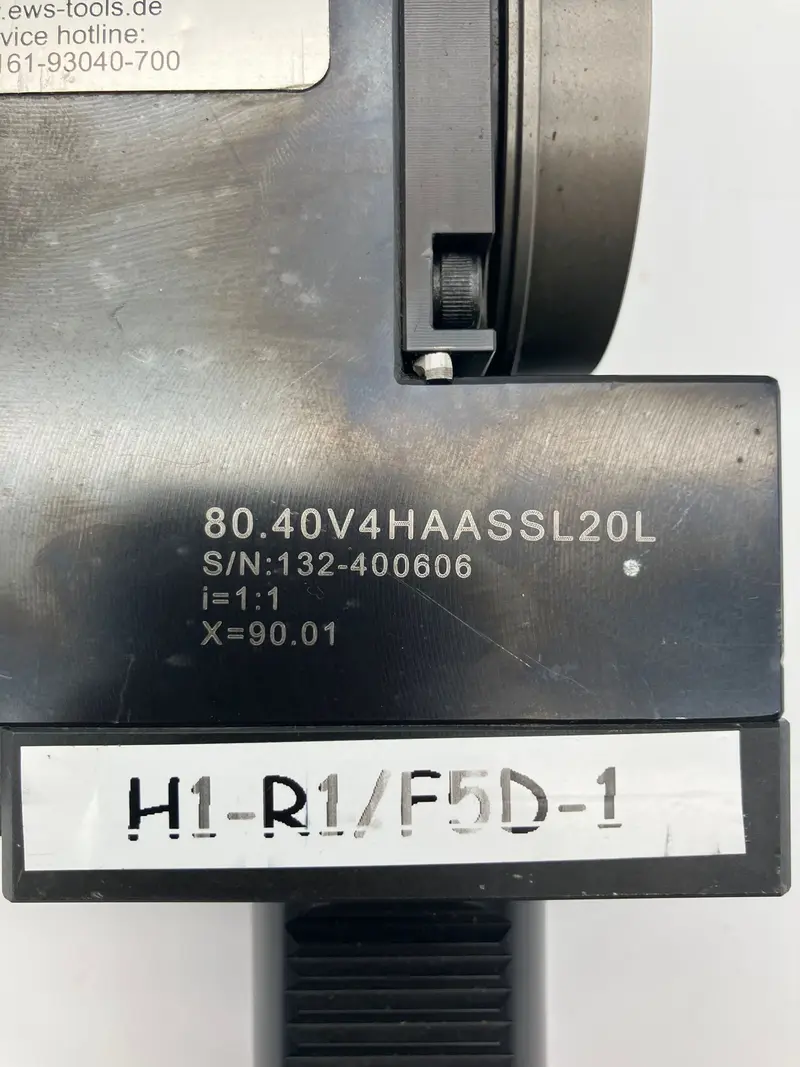 .ews-tools.de
vice hotline:
161-93040-700
80.40V4HAASSSL20L
S/N:132-400606
i=1:1
X=90.01
H1-R1/F5D-1